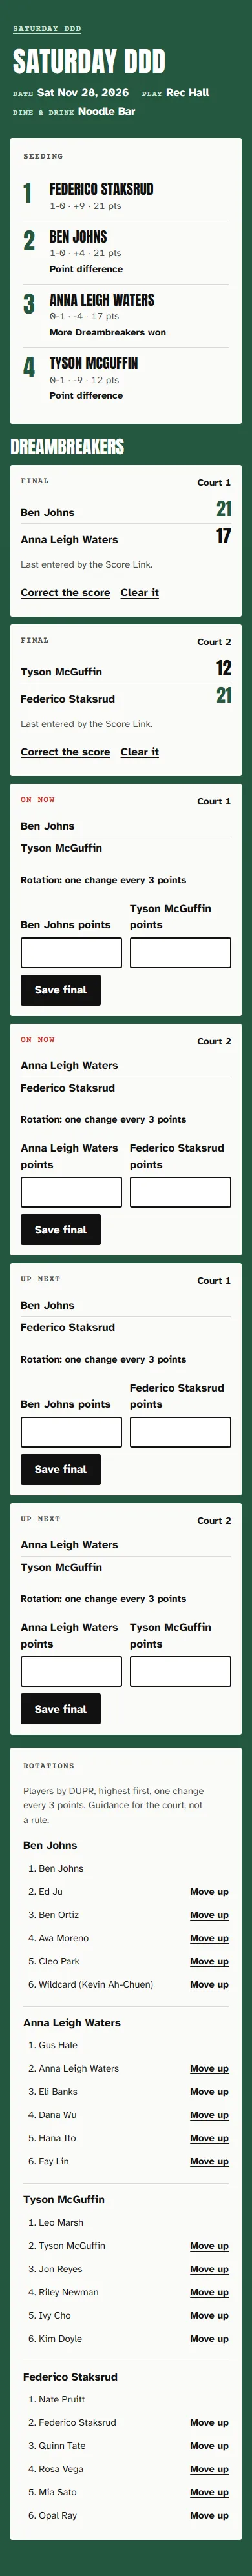 SATURDAY DDD
SATURDAY DDD
DATE Sat Nov 28, 2026 PLAY Rec Hall
DINE & DRINK Noodle Bar
SEEDING
1 FEDERICO STAKSRUD
1-0 · +9 · 21 pts
2 BEN JOHNS
1-0 · +4 · 21 pts
Point difference
3 ANNA LEIGH WATERS
0-1 · -4 · 17 pts
More Dreambreakers won
4 TYSON MCGUFFIN
0-1 · -9 · 12 pts
Point difference
DREAMBREAKERS
FINAL Court 1
Ben Johns 21
Anna Leigh Waters 17
Last entered by the Score Link.
Correct the score Clear it
FINAL Court 2
Tyson McGuffin 12
Federico Staksrud 21
Last entered by the Score Link.
Correct the score Clear it
ON NOW Court 1
Ben Johns
Tyson McGuffin
Rotation: one change every 3 points
Ben Johns points Tyson McGuffin points
Save final
ON NOW Court 2
Anna Leigh Waters
Federico Staksrud
Rotation: one change every 3 points
Anna Leigh Waters points Federico Staksrud points
Save final
UP NEXT Court 1
Ben Johns
Federico Staksrud
Rotation: one change every 3 points
Ben Johns points Federico Staksrud points
Save final
UP NEXT Court 2
Anna Leigh Waters
Tyson McGuffin
Rotation: one change every 3 points
Anna Leigh Waters points Tyson McGuffin points
Save final
ROTATIONS
Players by DUPR, highest first, one change
every 3 points. Guidance for the court, not
a rule.
Ben Johns
1. Ben Johns
2. Ed Ju Move up
3. Ben Ortiz Move up
4. Ava Moreno Move up
5. Cleo Park Move up
6. Wildcard (Kevin Ah-Chuen) Move up
Anna Leigh Waters
1. Gus Hale
2. Anna Leigh Waters Move up
3. Eli Banks Move up
4. Dana Wu Move up
5. Hana Ito Move up
6. Fay Lin Move up
Tyson McGuffin
1. Leo Marsh
2. Tyson McGuffin Move up
3. Jon Reyes Move up
4. Riley Newman Move up
5. Ivy Cho Move up
6. Kim Doyle Move up
Federico Staksrud
1. Nate Pruitt
2. Federico Staksrud Move up
3. Quinn Tate Move up
4. Rosa Vega Move up
5. Mia Sato Move up
6. Opal Ray Move up